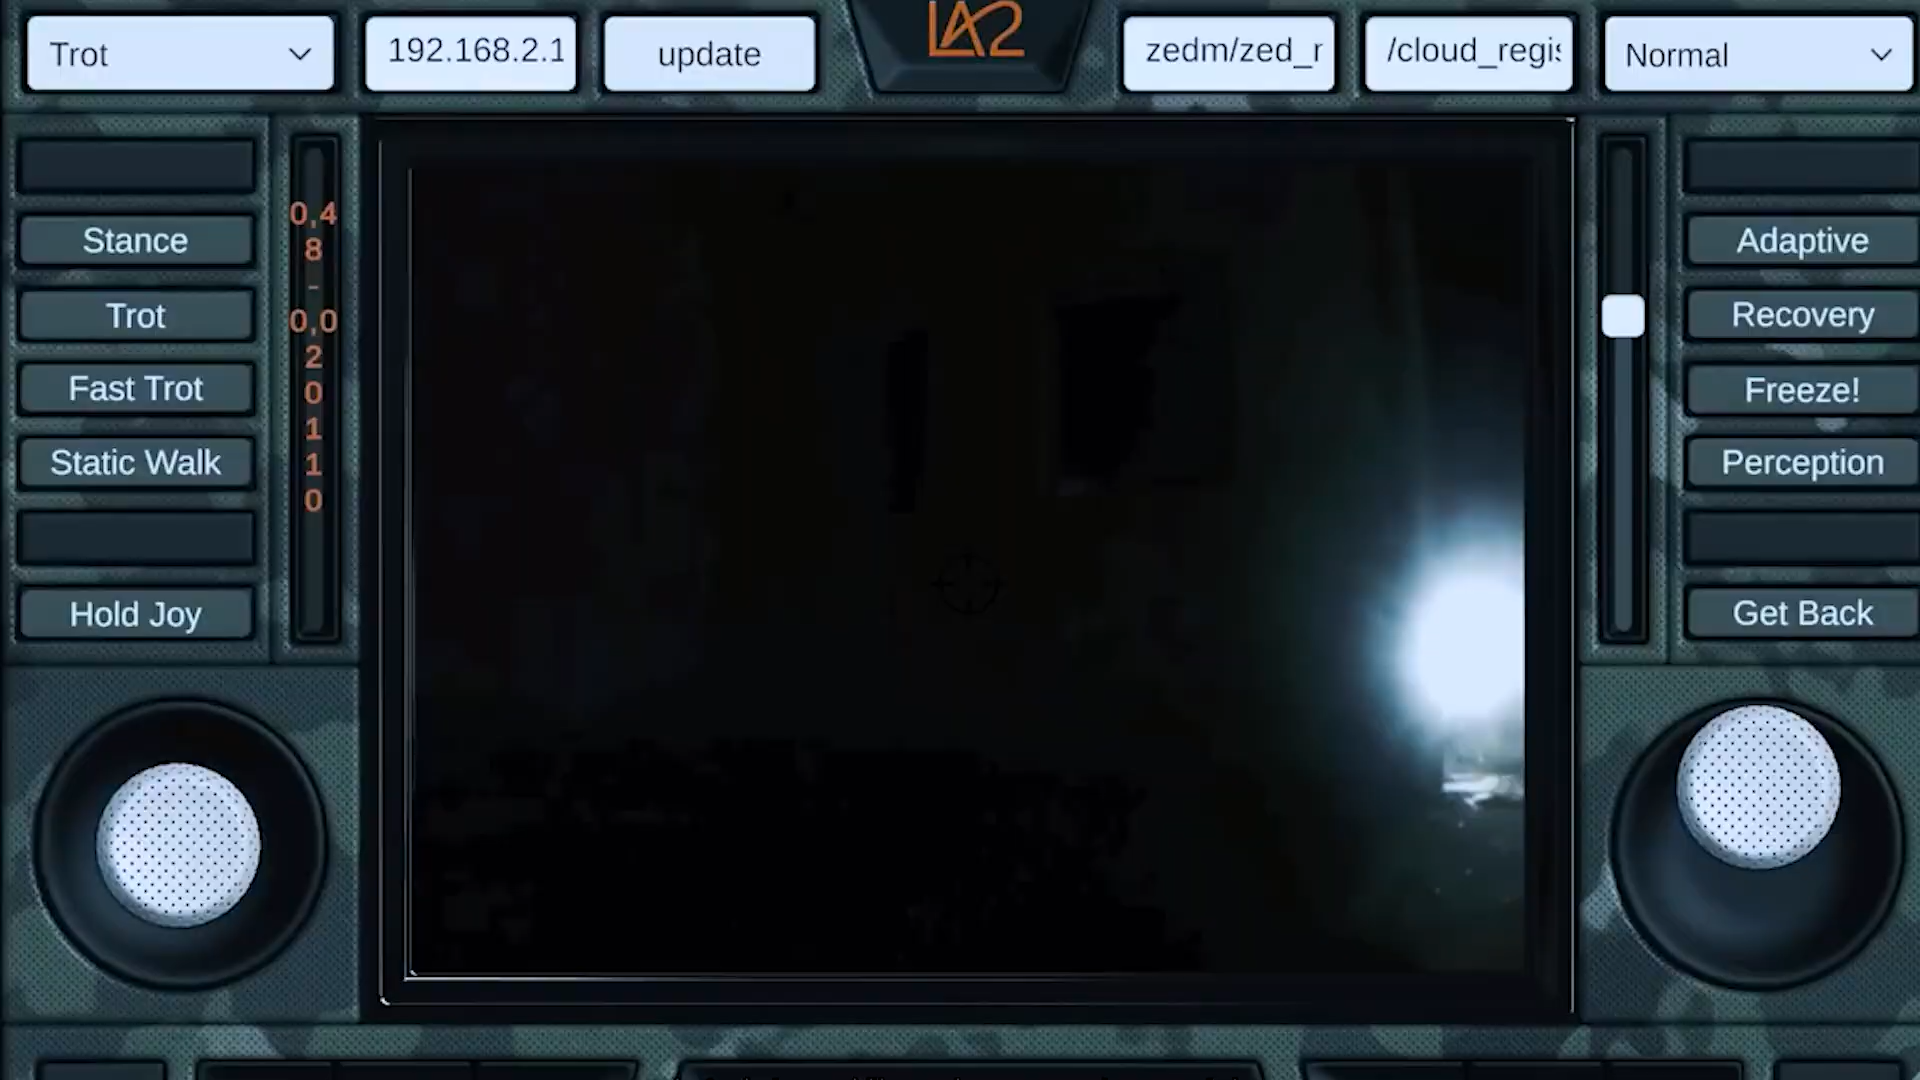 Trot
192.168.2.1
update
LA2
zedm/zed_r
/cloud_regis
Normal
Stance
Trot
Fast Trot
Static Walk
Hold Joy
0,4
8
-
0,0
2
0
1
1
0
Adaptive
Recovery
Freeze!
Perception
Get Back